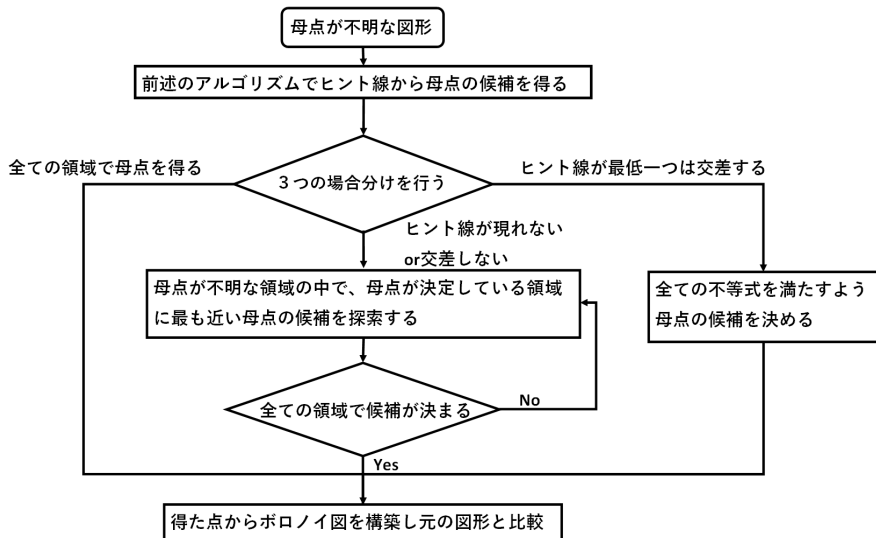 母点が不明な図形
前述のアルゴリズムでヒント線から母点の候補を得る
全ての領域で母点を得る
３つの場合分けを行う
ヒント線が最低一つは交差する
ヒント線が現れない
or交差しない
母点が不明な領域の中で、母点が決定している領域
に最も近い母点の候補を探索する
全ての不等式を満たすよう
母点の候補を決める
全ての領域で候補が決まる
No
Yes
得た点からボロノイ図を構築し元の図形と比較